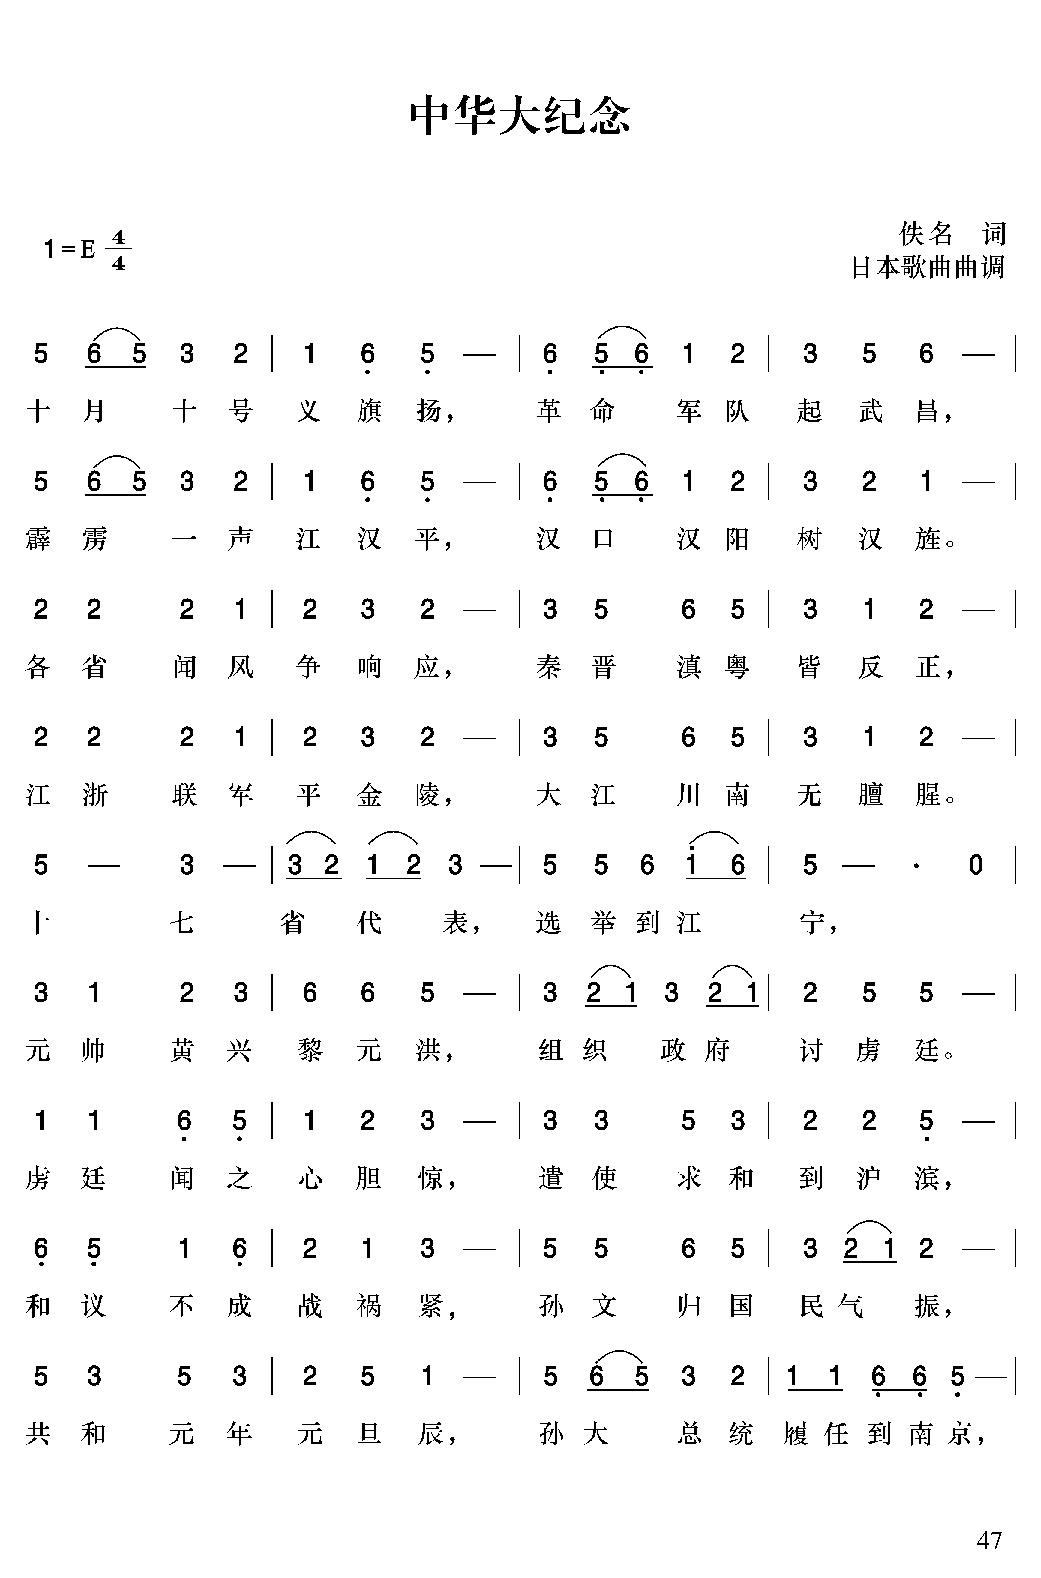 中华大纪念
佚名 词
1=E 4/4
日本歌曲曲调
5 6 5 3 2 | 1 6 5 — | 6 5 6 1 2 | 3 5 6 — |
十月十号义旗扬，革命军队起武昌，
5 6 5 3 2 | 1 6 5 — | 6 5 6 1 2 | 3 2 1 — |
霹雳一声江汉平，汉口汉阳树汉旌。
2 2 2 1 | 2 3 2 — | 3 5 6 5 | 3 1 2 — |
各省闻风争响应，秦晋滇粤皆反正，
2 2 2 1 | 2 3 2 — | 3 5 6 5 | 3 1 2 — |
江浙联军平金陵，大江川南无膻腥。
5 — 3 — | 3 2 1 2 3 — | 5 5 6 1 6 | 5 — · 0 |
十七省代表，选举到江宁，
3 1 2 3 | 6 6 5 — | 3 2 1 3 2 1 | 2 5 5 — |
元帅黄兴黎元洪，组织政府讨虏廷。
1 1 6 5 | 1 2 3 — | 3 3 5 3 | 2 2 5 — |
虏廷闻之心胆惊，遣使求和到沪滨，
6 5 1 6 | 2 1 3 — | 5 5 6 5 | 3 2 1 2 — |
和议不成战祸紧，孙文归国民气振，
5 3 5 3 | 2 5 1 — | 5 6 5 3 2 | 1 1 6 6 5 — |
共和元年元旦辰，孙大总统履任到南京，
47